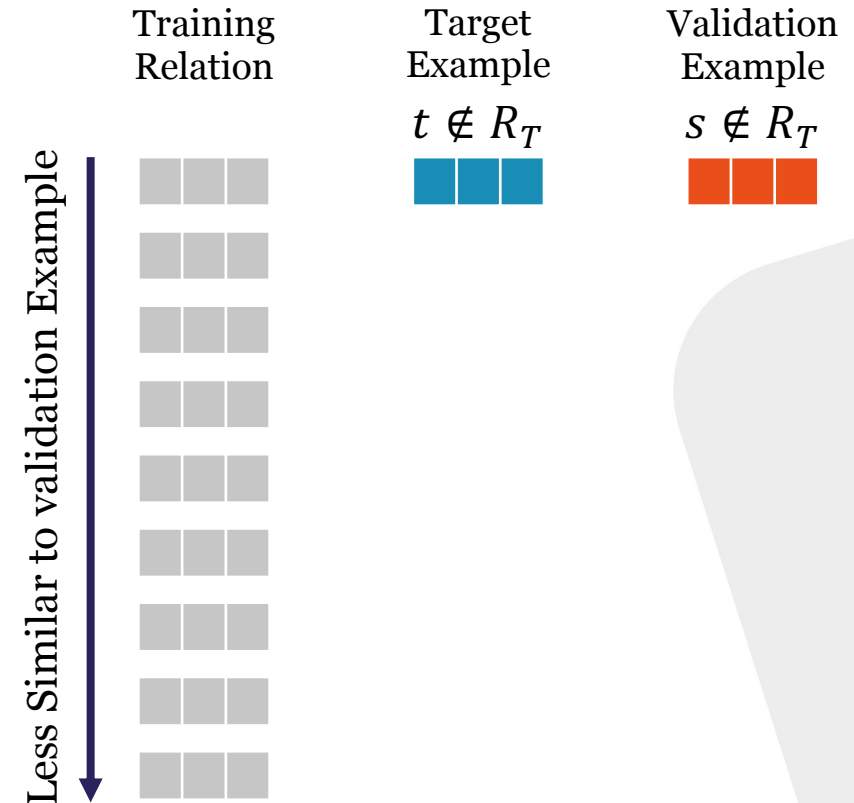 Training
Relation
Target
Example
Validation
Example
t ∉ R_T
s ∉ R_T
Less Similar to validation Example